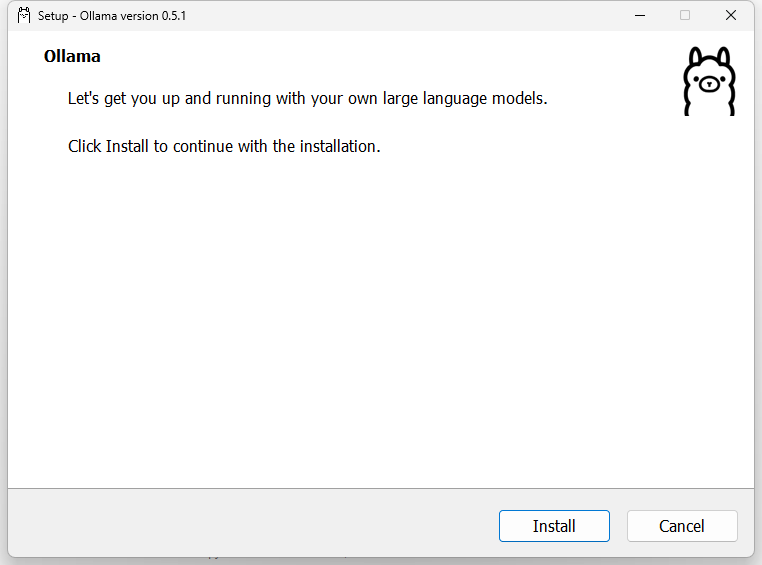 Setup - Ollama version 0.5.1
Ollama
Let's get you up and running with your own large language models.
Click Install to continue with the installation.
Install
Cancel